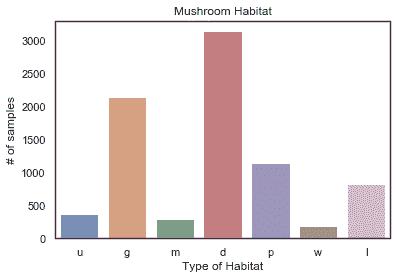 Mushroom Habitat
# of samples
3000
2500
2000
1500
1000
500
0
u g m d p w l
Type of Habitat